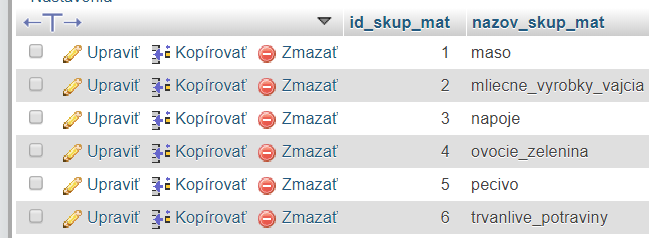 Nastavenia
←T→ id_skup_mat nazov_skup_mat
Upraviť Kopírovať Zmazať 1 maso
Upraviť Kopírovať Zmazať 2 mliecne_vyrobky_vajcia
Upraviť Kopírovať Zmazať 3 napoje
Upraviť Kopírovať Zmazať 4 ovocie_zelenina
Upraviť Kopírovať Zmazať 5 pecivo
Upraviť Kopírovať Zmazať 6 trvanlive_potraviny